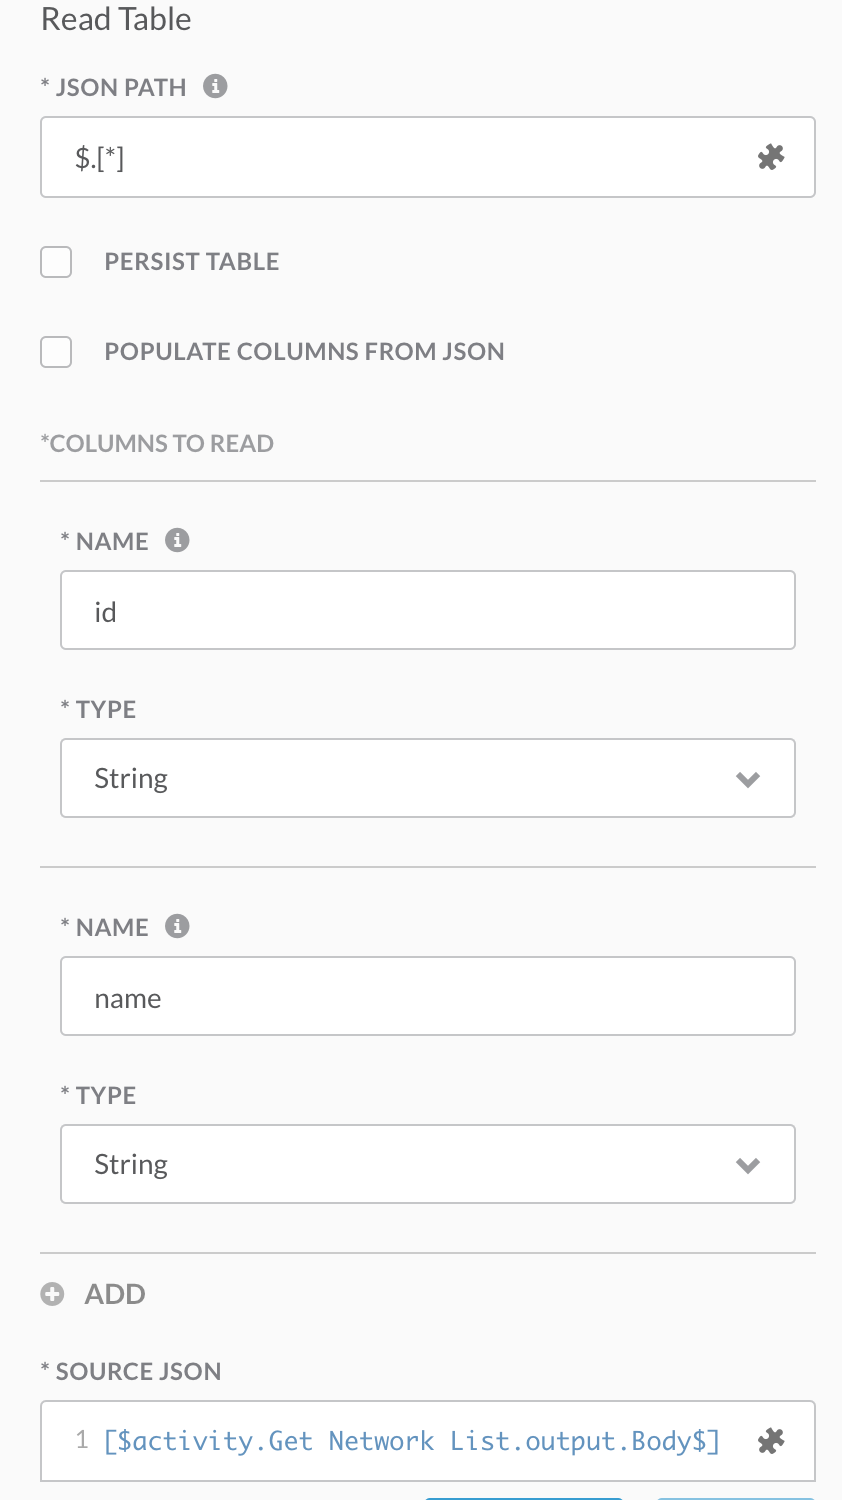 Read Table
* JSON PATH
$.[*]
PERSIST TABLE
POPULATE COLUMNS FROM JSON
*COLUMNS TO READ
* NAME
id
* TYPE
String
* NAME
name
* TYPE
String
ADD
* SOURCE JSON
1 [$activity.Get Network List.output.Body$]